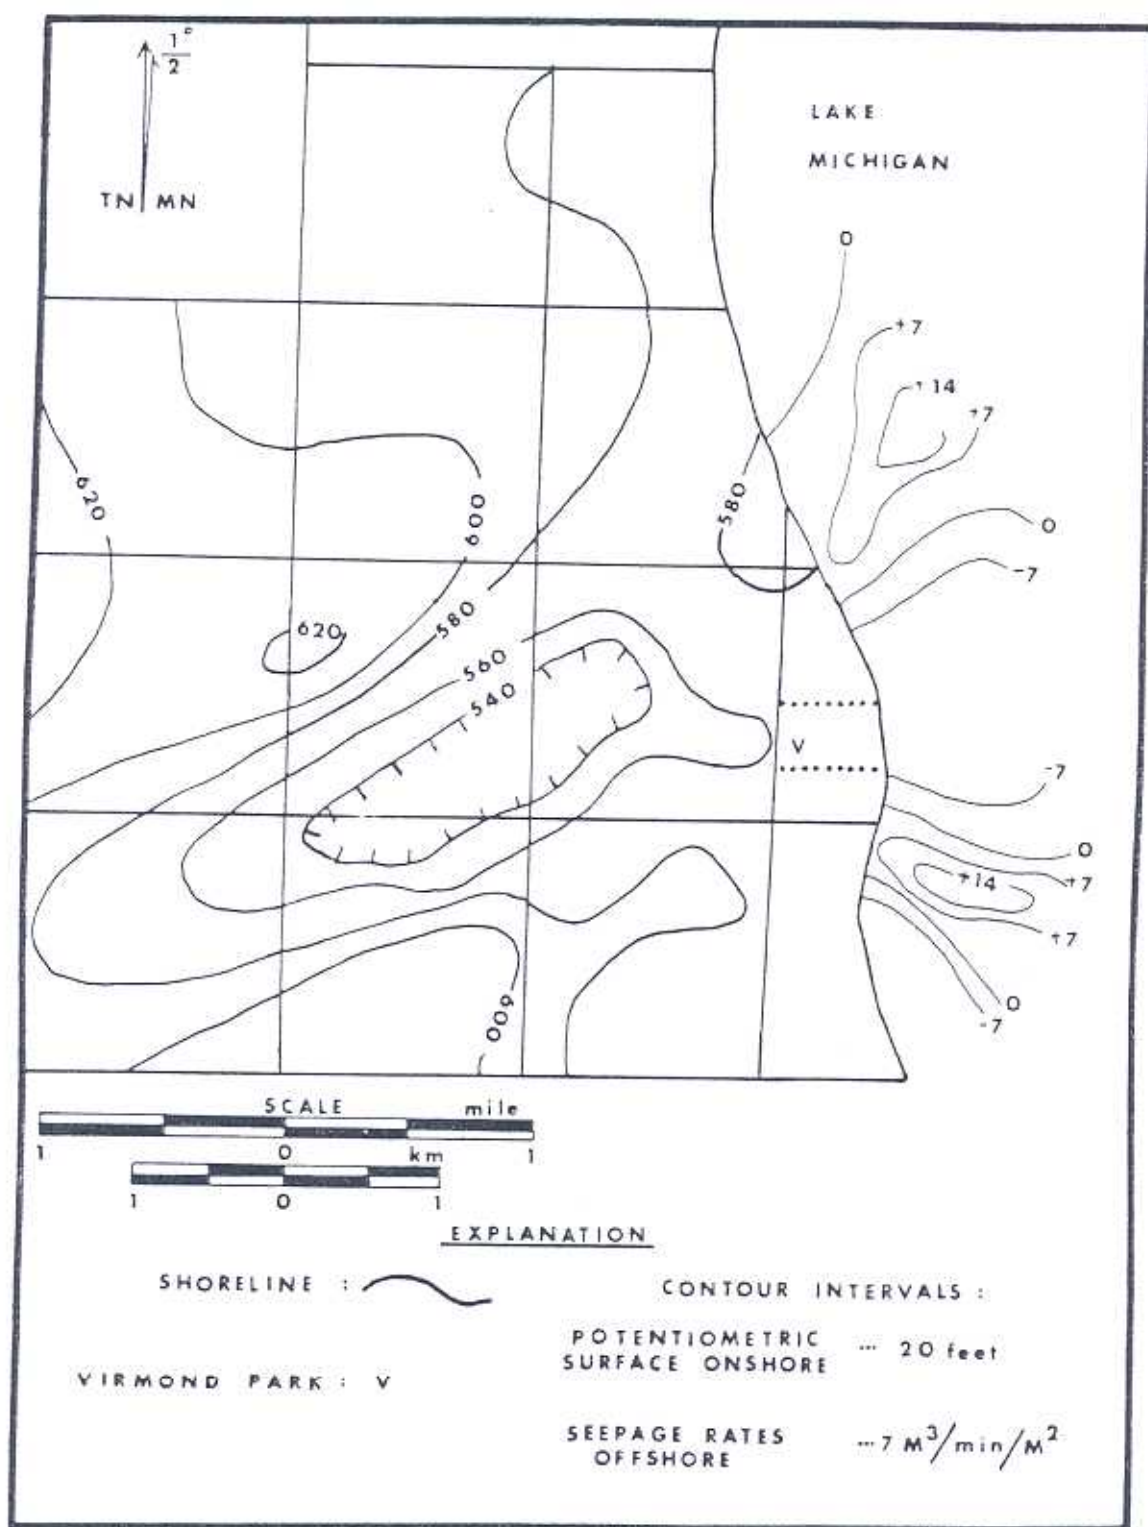 1°
2
TN MN
LAKE
MICHIGAN
0
+7
+14
+7
620
600
580
0
-7
620
580
560
540
V
-7
0
+14
+7
+7
600
0
-7
SCALE mile
1 0 km 1
1 0 1
EXPLANATION
SHORELINE :
CONTOUR INTERVALS :
POTENTIOMETRIC
SURFACE ONSHORE ... 20 feet
VIRMOND PARK : V
SEEPAGE RATES
OFFSHORE ...7 M³/min/M²